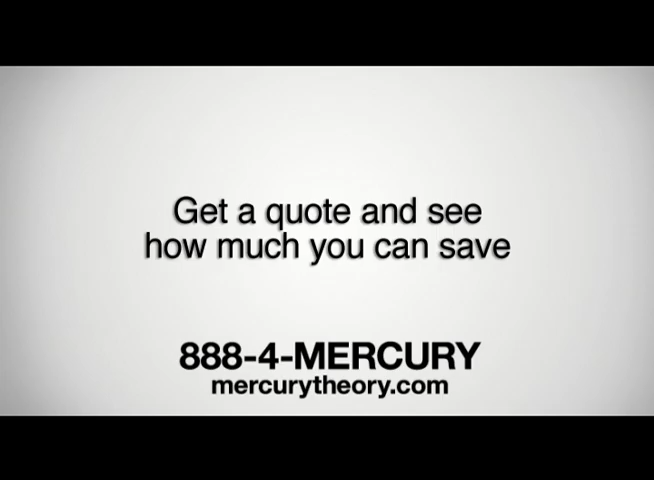 Get a quote and see
how much you can save
888-4-MERCURY
mercurytheory.com